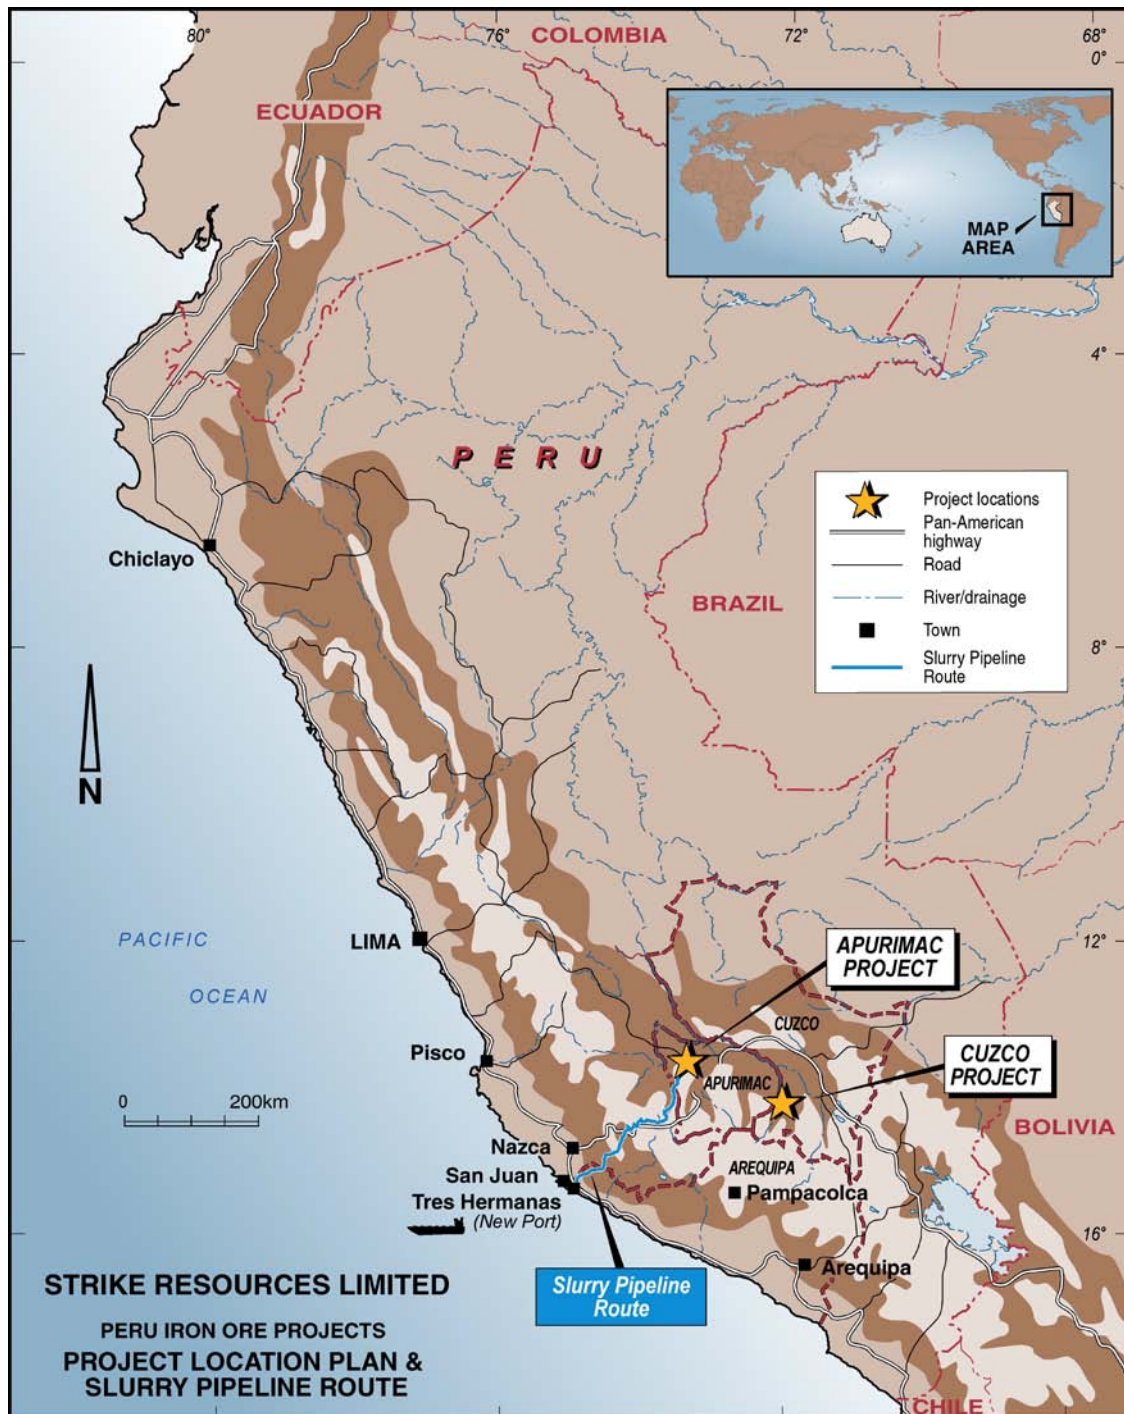 80°
76°
72°
68°
COLOMBIA
0°
ECUADOR
MAP
AREA
4°
PERU
Project locations
Pan-American
highway
Road
River/drainage
Town
Slurry Pipeline
Route
Chiclayo
BRAZIL
8°
N
PACIFIC
OCEAN
LIMA
12°
APURIMAC
PROJECT
CUZCO
Pisco
CUZCO
PROJECT
APURIMAC
0
200km
BOLIVIA
Nazca
San Juan
AREQUIPA
Tres Hermanas
Pampacolca
(New Port)
16°
Arequipa
Slurry Pipeline
Route
STRIKE RESOURCES LIMITED
PERU IRON ORE PROJECTS
PROJECT LOCATION PLAN &
SLURRY PIPELINE ROUTE
CHILE